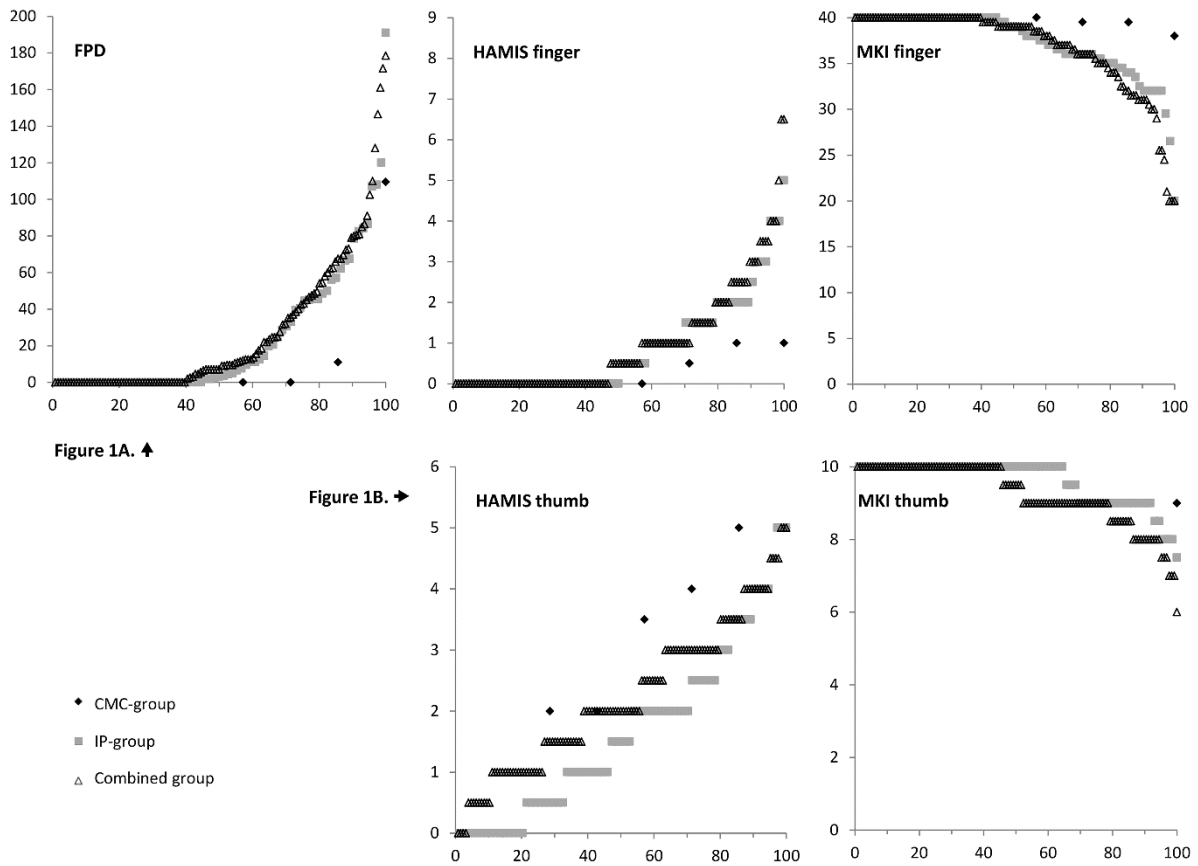 FPD
200
180
160
140
120
100
80
60
40
20
0
0 20 40 60 80 100
HAMIS finger
9
8
7
6
5
4
3
2
1
0
0 20 40 60 80 100
MKI finger
40
35
30
25
20
15
10
5
0
0 20 40 60 80 100
Figure 1A.
Figure 1B.
HAMIS thumb
6
5
4
3
2
1
0
0 20 40 60 80 100
MKI thumb
10
8
6
4
2
0
0 20 40 60 80 100
CMC-group
IP-group
Combined group